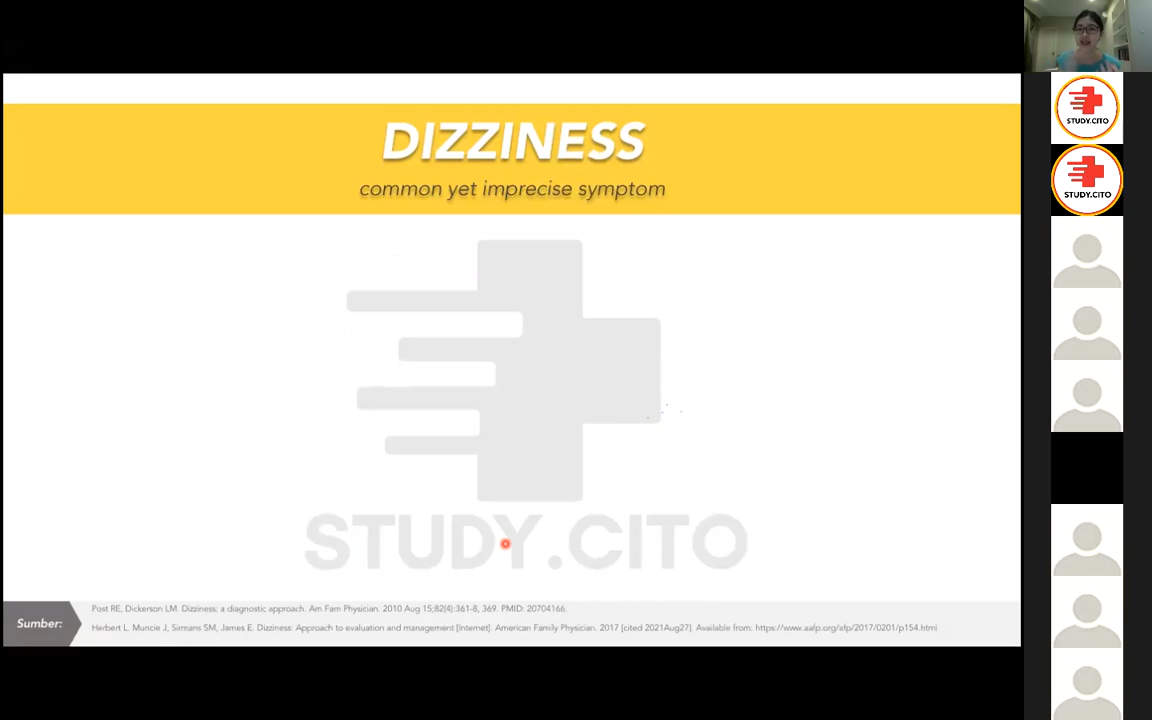 DIZZINESS
common yet imprecise symptom
STUDY.CITO
Sumber:
Post RE, Dickerson LM. Dizziness: a diagnostic approach. Am Fam Physician. 2010 Aug 15;82(4):361-8, 369. PMID: 20704166.
Herbert L. Muncie J, Sirmans SM, James E. Dizziness: Approach to evaluation and management [Internet]. American Family Physician. 2017 [cited 2021Aug27]. Available from: https://www.aafp.org/afp/2017/0201/p154.html
STUDY.CITO
STUDY.CITO